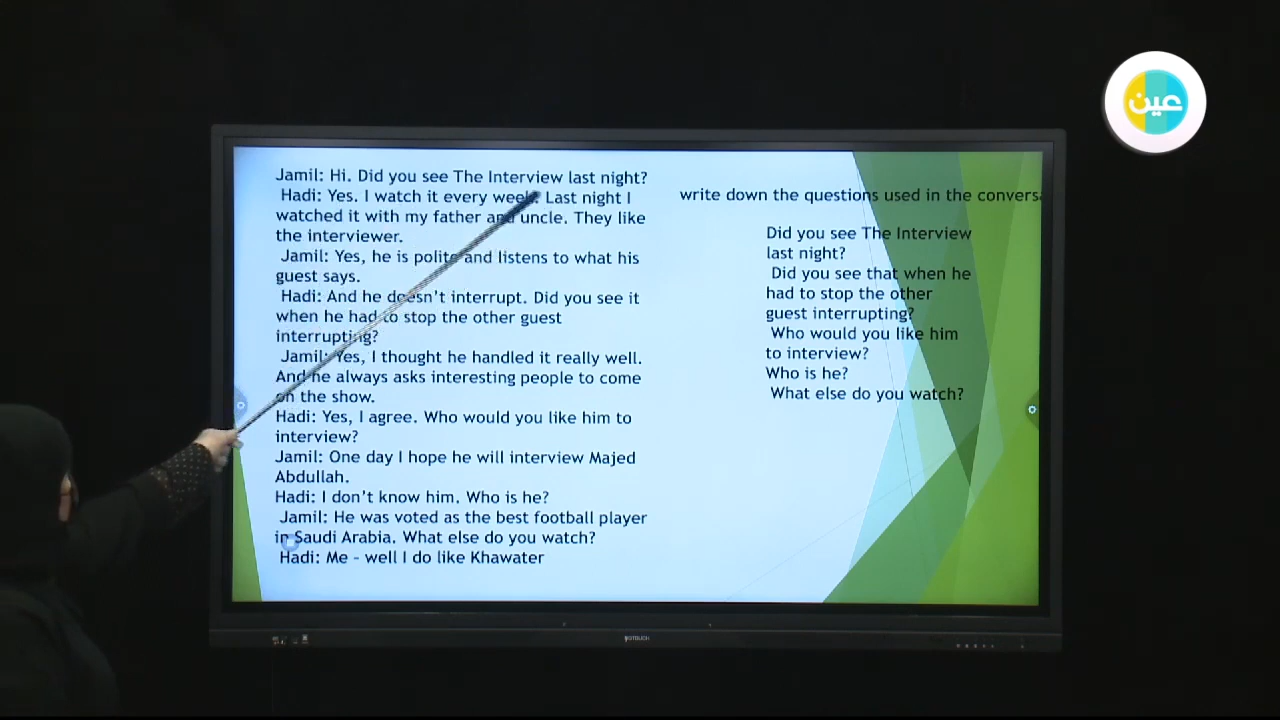 عين
Jamil: Hi. Did you see The Interview last night?
Hadi: Yes. I watch it every week. Last night I
watched it with my father and uncle. They like
the interviewer.
Jamil: Yes, he is polite and listens to what his
guest says.
Hadi: And he doesn't interrupt. Did you see it
when he had to stop the other guest
interrupting?
Jamil: Yes, I thought he handled it really well.
And he always asks interesting people to come
on the show.
Hadi: Yes, I agree. Who would you like him to
interview?
Jamil: One day I hope he will interview Majed
Abdullah.
Hadi: I don't know him. Who is he?
Jamil: He was voted as the best football player
in Saudi Arabia. What else do you watch?
Hadi: Me – well I do like Khawater
write down the questions used in the conversa
Did you see The Interview
last night?
Did you see that when he
had to stop the other
guest interrupting?
Who would you like him
to interview?
Who is he?
What else do you watch?